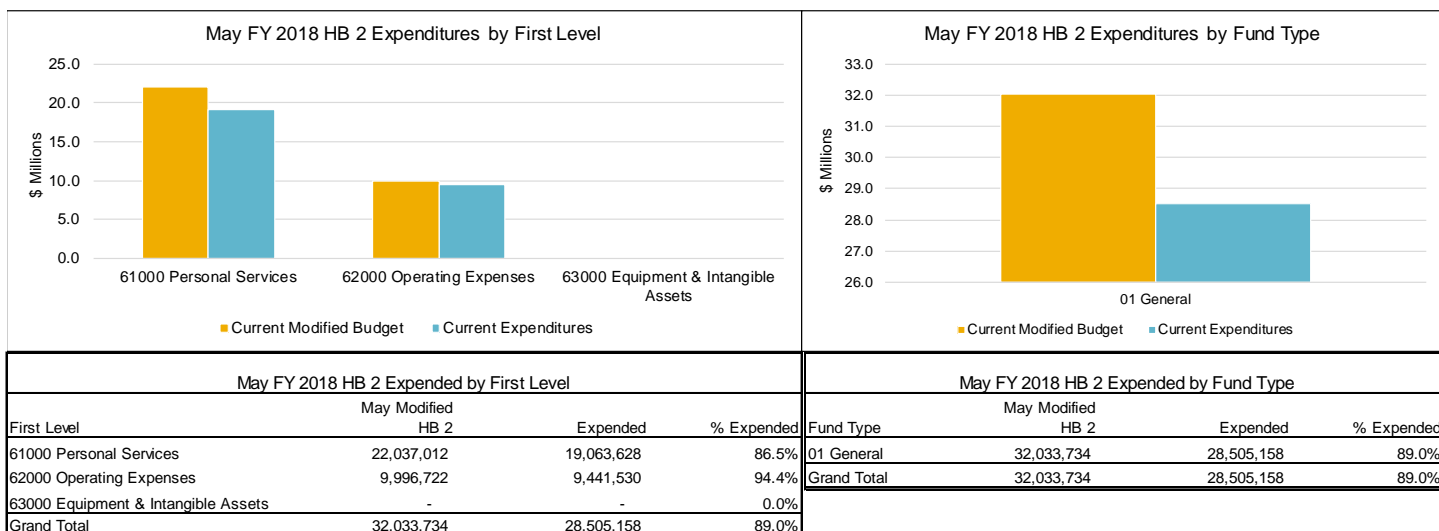 May FY 2018 HB 2 Expenditures by First Level
25.0
20.0
15.0
10.0
5.0
0.0
$ Millions
61000 Personal Services
62000 Operating Expenses
63000 Equipment & Intangible
Assets
Current Modified Budget
Current Expenditures
May FY 2018 HB 2 Expenditures by Fund Type
33.0
32.0
31.0
30.0
29.0
28.0
27.0
26.0
$ Millions
01 General
Current Modified Budget
Current Expenditures
May FY 2018 HB 2 Expended by First Level
May Modified
First Level HB 2 Expended % Expended
61000 Personal Services 22,037,012 19,063,628 86.5%
62000 Operating Expenses 9,996,722 9,441,530 94.4%
63000 Equipment & Intangible Assets - - 0.0%
Grand Total 32,033,734 28,505,158 89.0%
May FY 2018 HB 2 Expended by Fund Type
May Modified
Fund Type HB 2 Expended % Expended
01 General 32,033,734 28,505,158 89.0%
Grand Total 32,033,734 28,505,158 89.0%